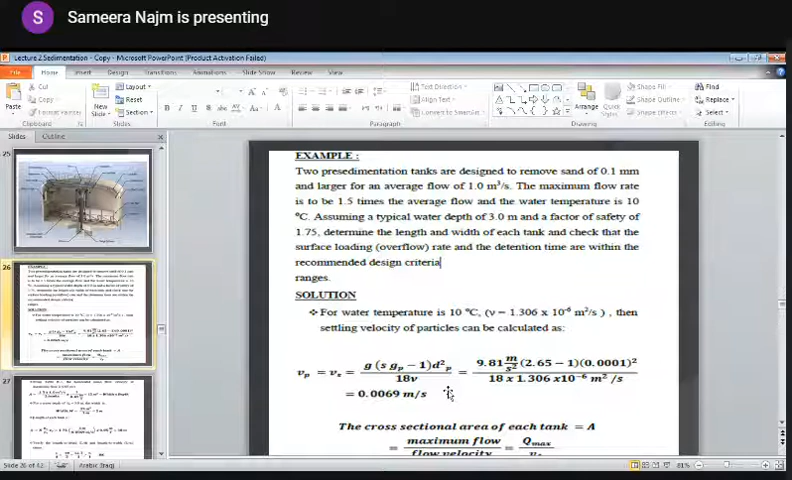 S
Sameera Najm is presenting
Lecture 2.Sedimentation - Copy - Microsoft PowerPoint (Product Activation Failed)
File Home Insert Design Transitions Animations Slide Show Review View
Paste Cut Copy Format Painter
New Slide Layout Reset Section
B I U S abc AV Aa A
Text Direction Align Text Convert to SmartArt
Arrange Quick Styles
Shape Fill Shape Outline Shape Effects
Find Replace Select
Clipboard Slides Font Paragraph Drawing Editing
Slides Outline
25
26
27
EXAMPLE :
Two presedimentation tanks are designed to remove sand of 0.1 mm
and larger for an average flow of 1.0 m³/s. The maximum flow rate
is to be 1.5 times the average flow and the water temperature is 10
°C. Assuming a typical water depth of 3.0 m and a factor of safety of
1.75, determine the length and width of each tank and check that the
surface loading (overflow) rate and the detention time are within the
recommended design criteria
ranges.
SOLUTION
❖ For water temperature is 10 °C, (ν = 1.306 x 10⁻⁶ m²/s ), then
settling velocity of particles can be calculated as:
v_p = v_s = g (s g_p − 1)d²_p / 18ν = 9.81 m/s² (2.65 − 1)(0.0001)² / 18 x 1.306 x10⁻⁶ m² /s
= 0.0069 m/s
The cross sectional area of each tank = A
= maximum flow / flow velocity = Q_max
Slide 26 of 42 Arabic (Iraq) 81%